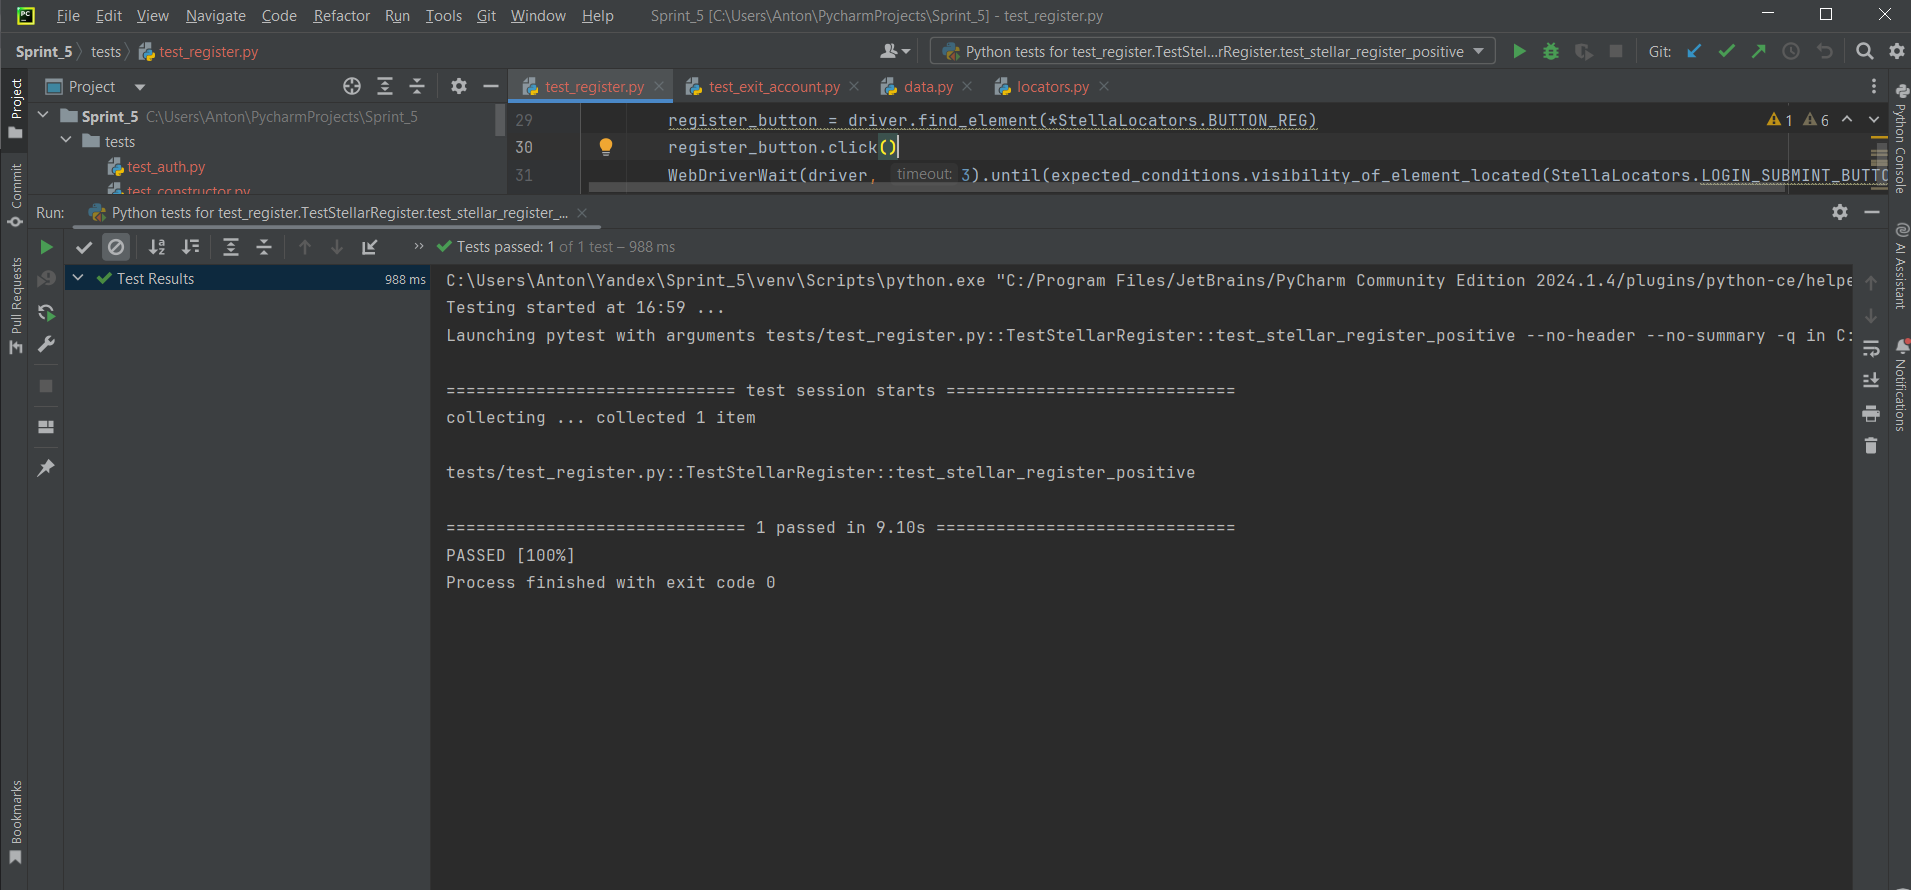 PC File Edit View Navigate Code Refactor Run Tools Git Window Help Sprint_5 [C:\Users\Anton\PycharmProjects\Sprint_5] - test_register.py
Sprint_5 tests test_register.py Python tests for test_register.TestStel...rRegister.test_stellar_register_positive Git:
Project Project test_register.py test_exit_account.py data.py locators.py
Sprint_5 C:\Users\Anton\PycharmProjects\Sprint_5
29 register_button = driver.find_element(*StellaLocators.BUTTON_REG) 1 6
tests
30 register_button.click()
test_auth.py
31 WebDriverWait(driver, timeout: 3).until(expected_conditions.visibility_of_element_located(StellaLocators.LOGIN_SUBMINT_BUTTO
test_constructor.py
Commit
Python Console
Run: Python tests for test_register.TestStellarRegister.test_stellar_register_...
Tests passed: 1 of 1 test – 988 ms
Test Results 988 ms
Pull Requests
AI Assistant
Notifications
Bookmarks
C:\Users\Anton\Yandex\Sprint_5\venv\Scripts\python.exe "C:/Program Files/JetBrains/PyCharm Community Edition 2024.1.4/plugins/python-ce/helpe
Testing started at 16:59 ...
Launching pytest with arguments tests/test_register.py::TestStellarRegister::test_stellar_register_positive --no-header --no-summary -q in C:
============================= test session starts =============================
collecting ... collected 1 item
tests/test_register.py::TestStellarRegister::test_stellar_register_positive
============================== 1 passed in 9.10s ==============================
PASSED [100%]
Process finished with exit code 0